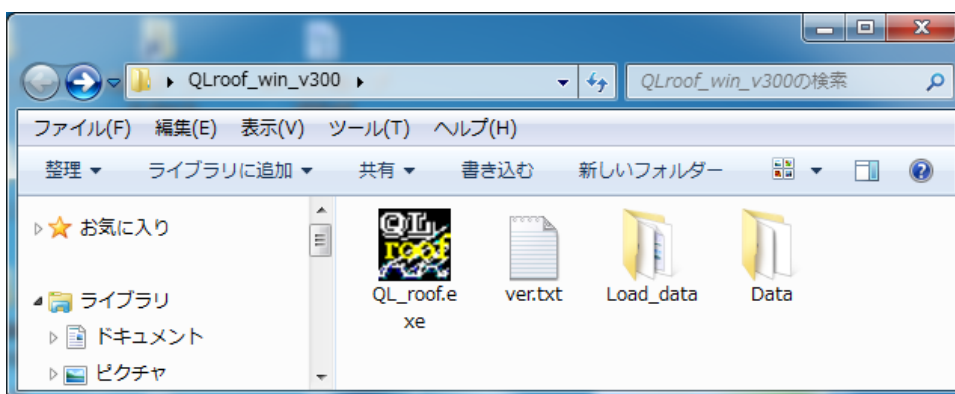 QLroof_win_v300
QLroof_win_v300の検索
ファイル(F) 編集(E) 表示(V) ツール(T) ヘルプ(H)
整理 ライブラリに追加 共有 書き込む 新しいフォルダー
お気に入り
ライブラリ
ドキュメント
ピクチャ
QL
roof
QL_roof.e
xe
ver.txt
Load_data
Data